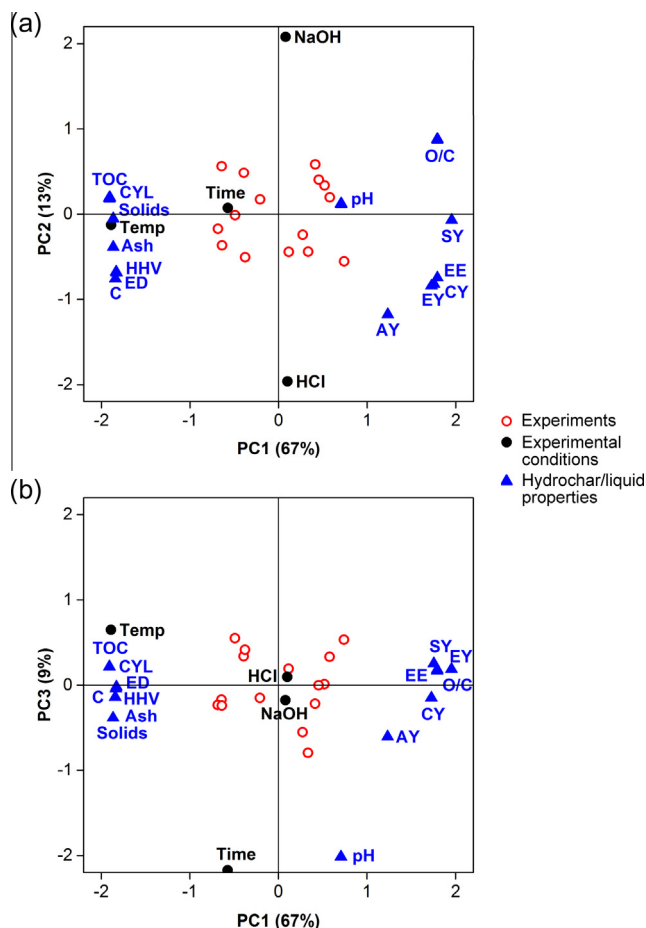 (a)
2
1
0
-1
-2
PC2 (13%)
NaOH
O/C
TOC
CYL
Time
pH
Solids
Temp
SY
Ash
HHV
EE
ED
C
EY
CY
AY
HCl
-2
-1
0
1
2
PC1 (67%)
Experiments
Experimental
conditions
Hydrochar/liquid
properties
(b)
2
1
0
-1
-2
PC3 (9%)
Temp
TOC
CYL
SY
EY
HCl
ED
EE
O/C
C
HHV
NaOH
Ash
CY
Solids
AY
Time
pH
-2
-1
0
1
2
PC1 (67%)